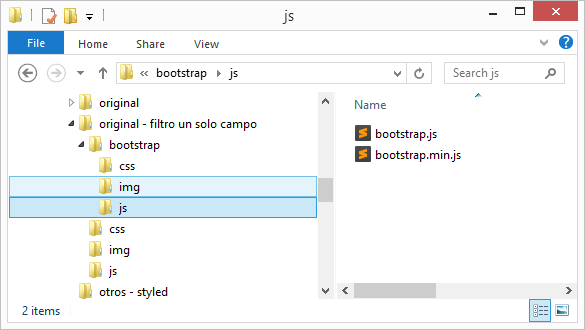 js
File Home Share View
« bootstrap js Search js
original
original - filtro un solo campo
bootstrap
css
img
js
css
img
js
otros - styled
Name
bootstrap.js
bootstrap.min.js
2 items